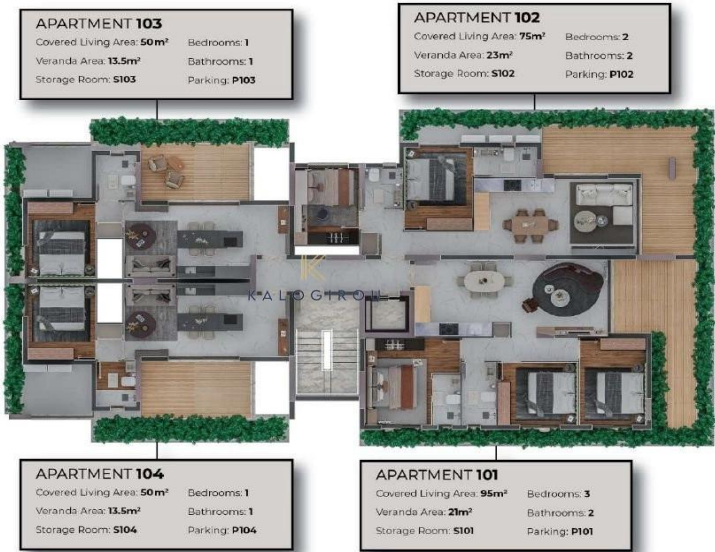 APARTMENT 103
Covered Living Area: 50m² Bedrooms: 1
Veranda Area: 13.5m² Bathrooms: 1
Storage Room: S103 Parking: P103
APARTMENT 102
Covered Living Area: 75m² Bedrooms: 2
Veranda Area: 23m² Bathrooms: 2
Storage Room: S102 Parking: P102
K
KALOGIROU
APARTMENT 104
Covered Living Area: 50m² Bedrooms: 1
Veranda Area: 13.5m² Bathrooms: 1
Storage Room: S104 Parking: P104
APARTMENT 101
Covered Living Area: 95m² Bedrooms: 3
Veranda Area: 21m² Bathrooms: 2
Storage Room: S101 Parking: P101